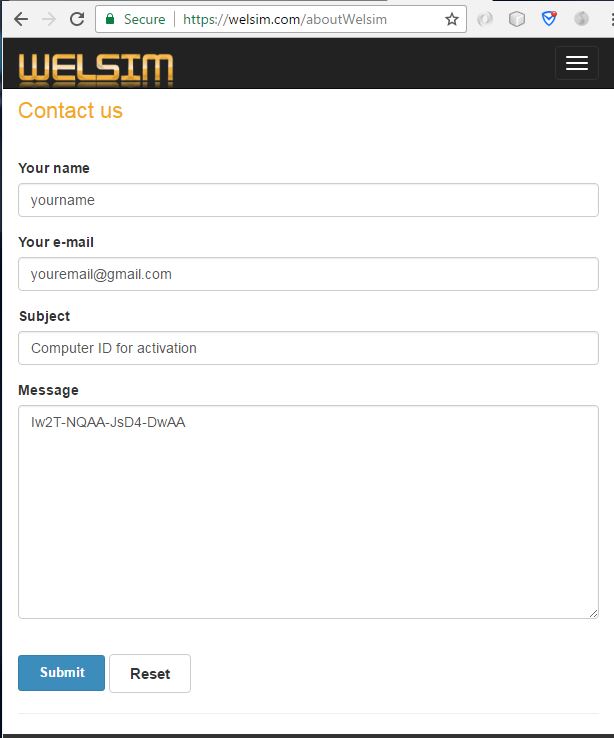 Secure https://welsim.com/aboutWelsim
WELSIM
Contact us
Your name
yourname
Your e-mail
youremail@gmail.com
Subject
Computer ID for activation
Message
Iw2T-NQAA-JsD4-DwAA
Submit Reset